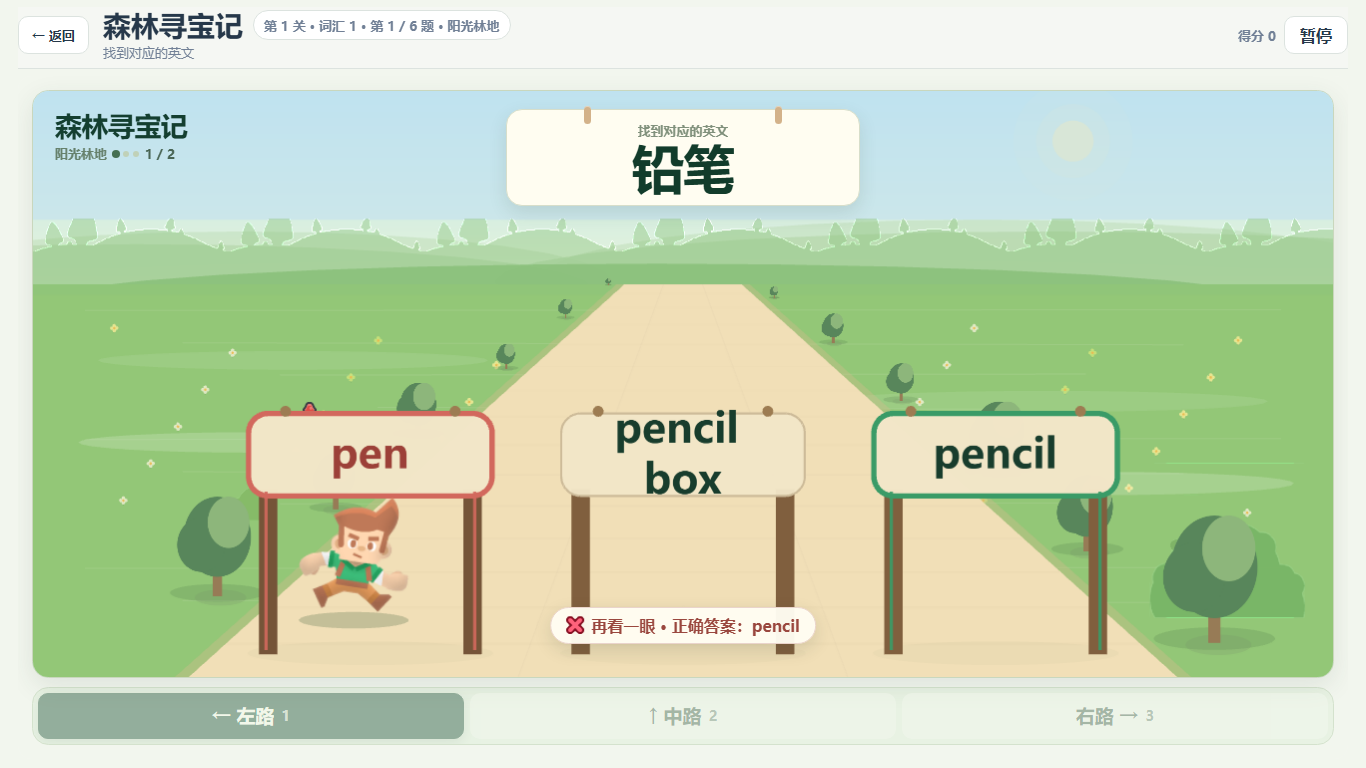 ← 返回
森林寻宝记
第 1 关 • 词汇 1 • 第 1 / 6 题 • 阳光林地
找到对应的英文
得分 0
暂停
森林寻宝记
阳光林地 1 / 2
找到对应的英文
铅笔
pen
pencil
box
pencil
再看一眼 • 正确答案：pencil
← 左路 1
↑ 中路 2
右路 → 3